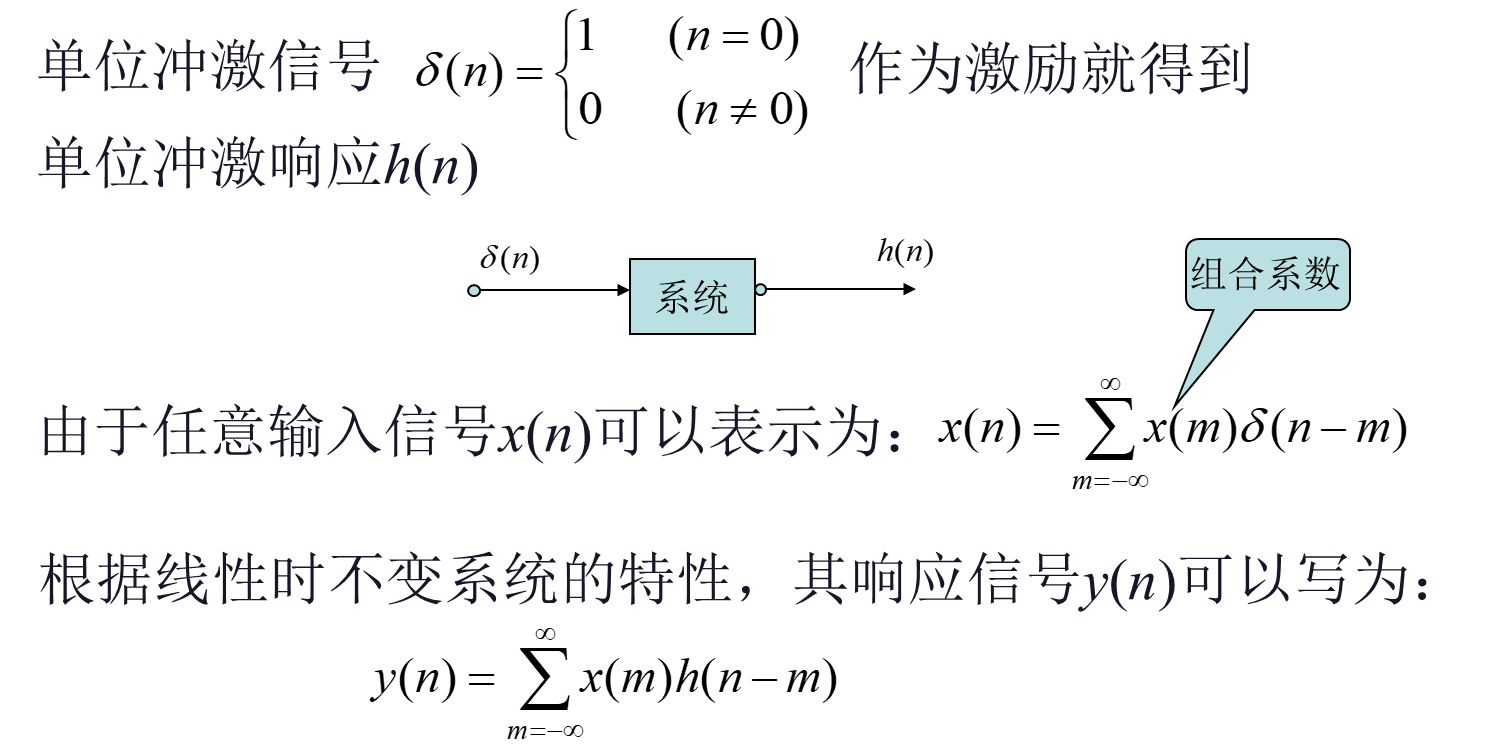 单位冲激信号 δ(n) = {1 (n = 0) 作为激励就得到
0 (n ≠ 0)
单位冲激响应h(n)
δ(n) 系统 h(n)
组合系数
由于任意输入信号x(n)可以表示为：x(n) = ∑_{m=-∞}^{∞} x(m)δ(n − m)
根据线性时不变系统的特性，其响应信号y(n)可以写为：
y(n) = ∑_{m=-∞}^{∞} x(m)h(n − m)